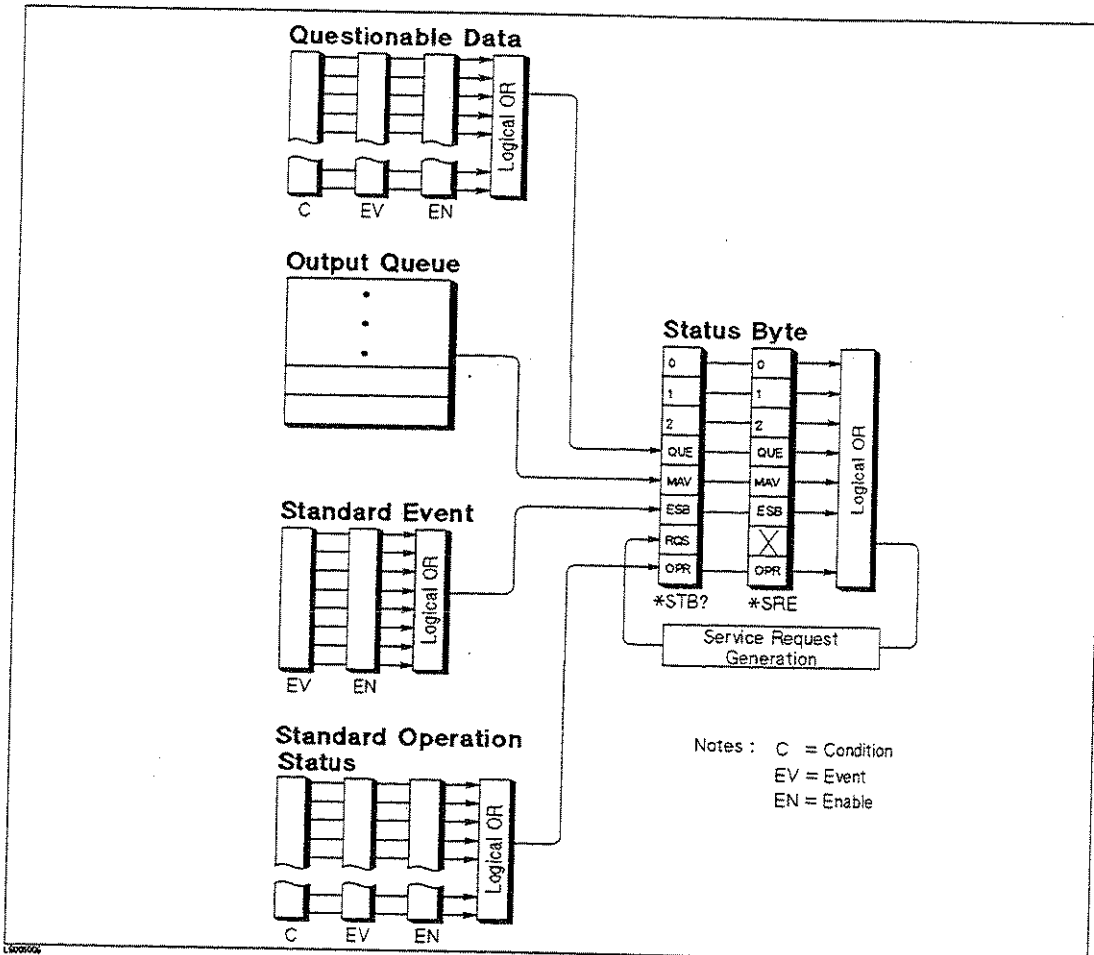 Questionable Data
Logical OR
C EV EN
Output Queue
Status Byte
0 0
1 1
2 2
QUE QUE
MAV MAV
ESB ESB
RQS
OPR OPR
Logical OR
*STB? *SRE
Service Request
Generation
Standard Event
Logical OR
EV EN
Standard Operation
Status
Logical OR
C EV EN
Notes : C = Condition
EV = Event
EN = Enable